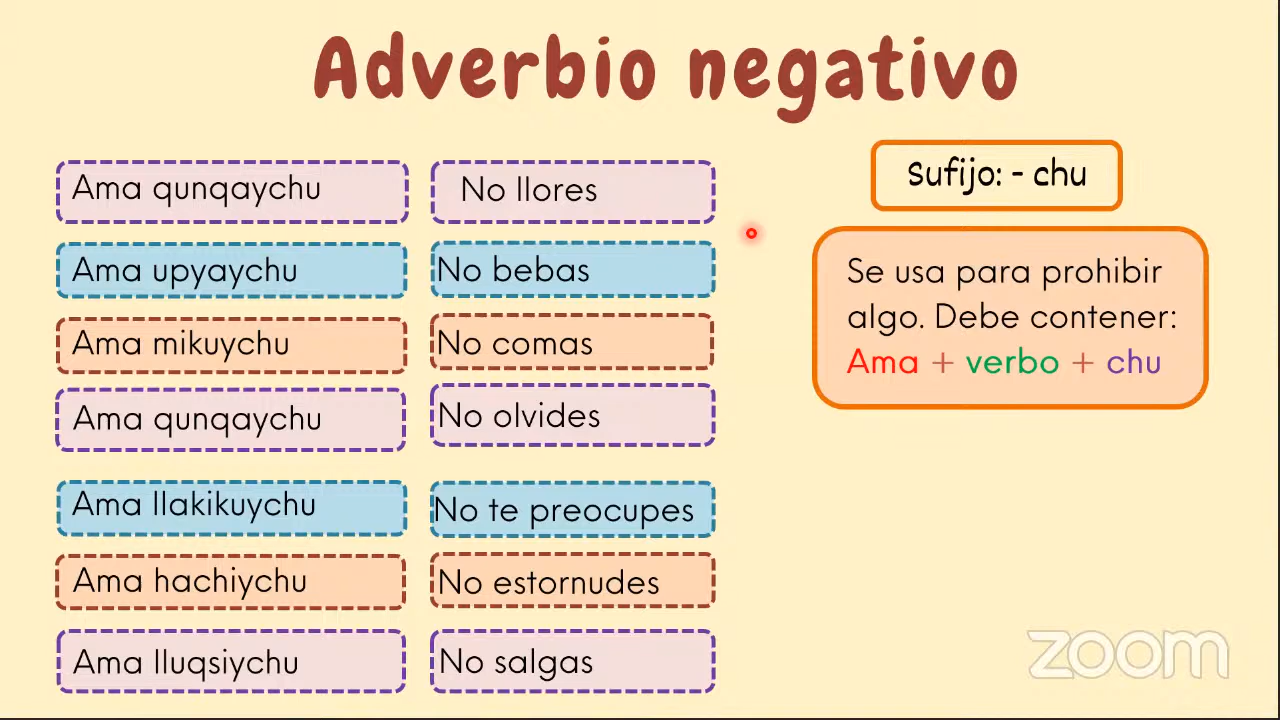 Adverbio negativo
Ama qunqaychu
No llores
Ama upyaychu
No bebas
Ama mikuychu
No comas
Ama qunqaychu
No olvides
Ama llakikuychu
No te preocupes
Ama hachiychu
No estornudes
Ama lluqsiychu
No salgas
Sufijo: - chu
Se usa para prohibir
algo. Debe contener:
Ama + verbo + chu
zoom